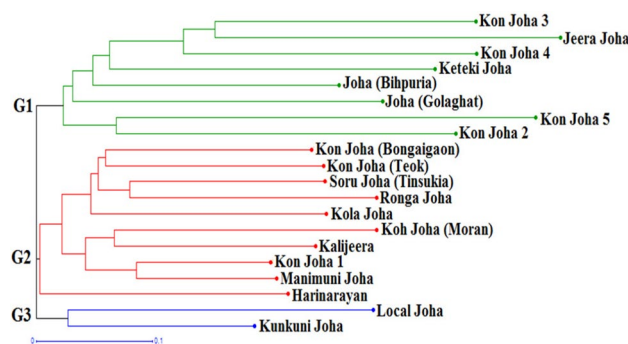 Kon Joha 3
Jeera Joha
Kon Joha 4
Keteki Joha
Joha (Bihpuria)
G1
Joha (Golaghat)
Kon Joha 5
Kon Joha 2
Kon Joha (Bongaigaon)
Kon Joha (Teok)
Soru Joha (Tinsukia)
Ronga Joha
Kola Joha
Koh Joha (Moran)
Kalijeera
G2
Kon Joha 1
Manimuni Joha
Harinarayan
G3
Local Joha
Kunkuni Joha
0 0.1